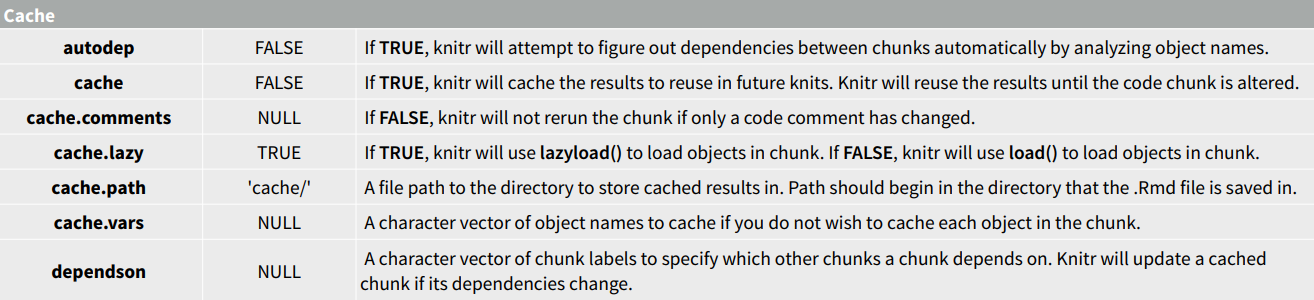 Cache
autodep FALSE If TRUE, knitr will attempt to figure out dependencies between chunks automatically by analyzing object names.
cache FALSE If TRUE, knitr will cache the results to reuse in future knits. Knitr will reuse the results until the code chunk is altered.
cache.comments NULL If FALSE, knitr will not rerun the chunk if only a code comment has changed.
cache.lazy TRUE If TRUE, knitr will use lazyload() to load objects in chunk. If FALSE, knitr will use load() to load objects in chunk.
cache.path 'cache/' A file path to the directory to store cached results in. Path should begin in the directory that the .Rmd file is saved in.
cache.vars NULL A character vector of object names to cache if you do not wish to cache each object in the chunk.
dependson NULL A character vector of chunk labels to specify which other chunks a chunk depends on. Knitr will update a cached
chunk if its dependencies change.